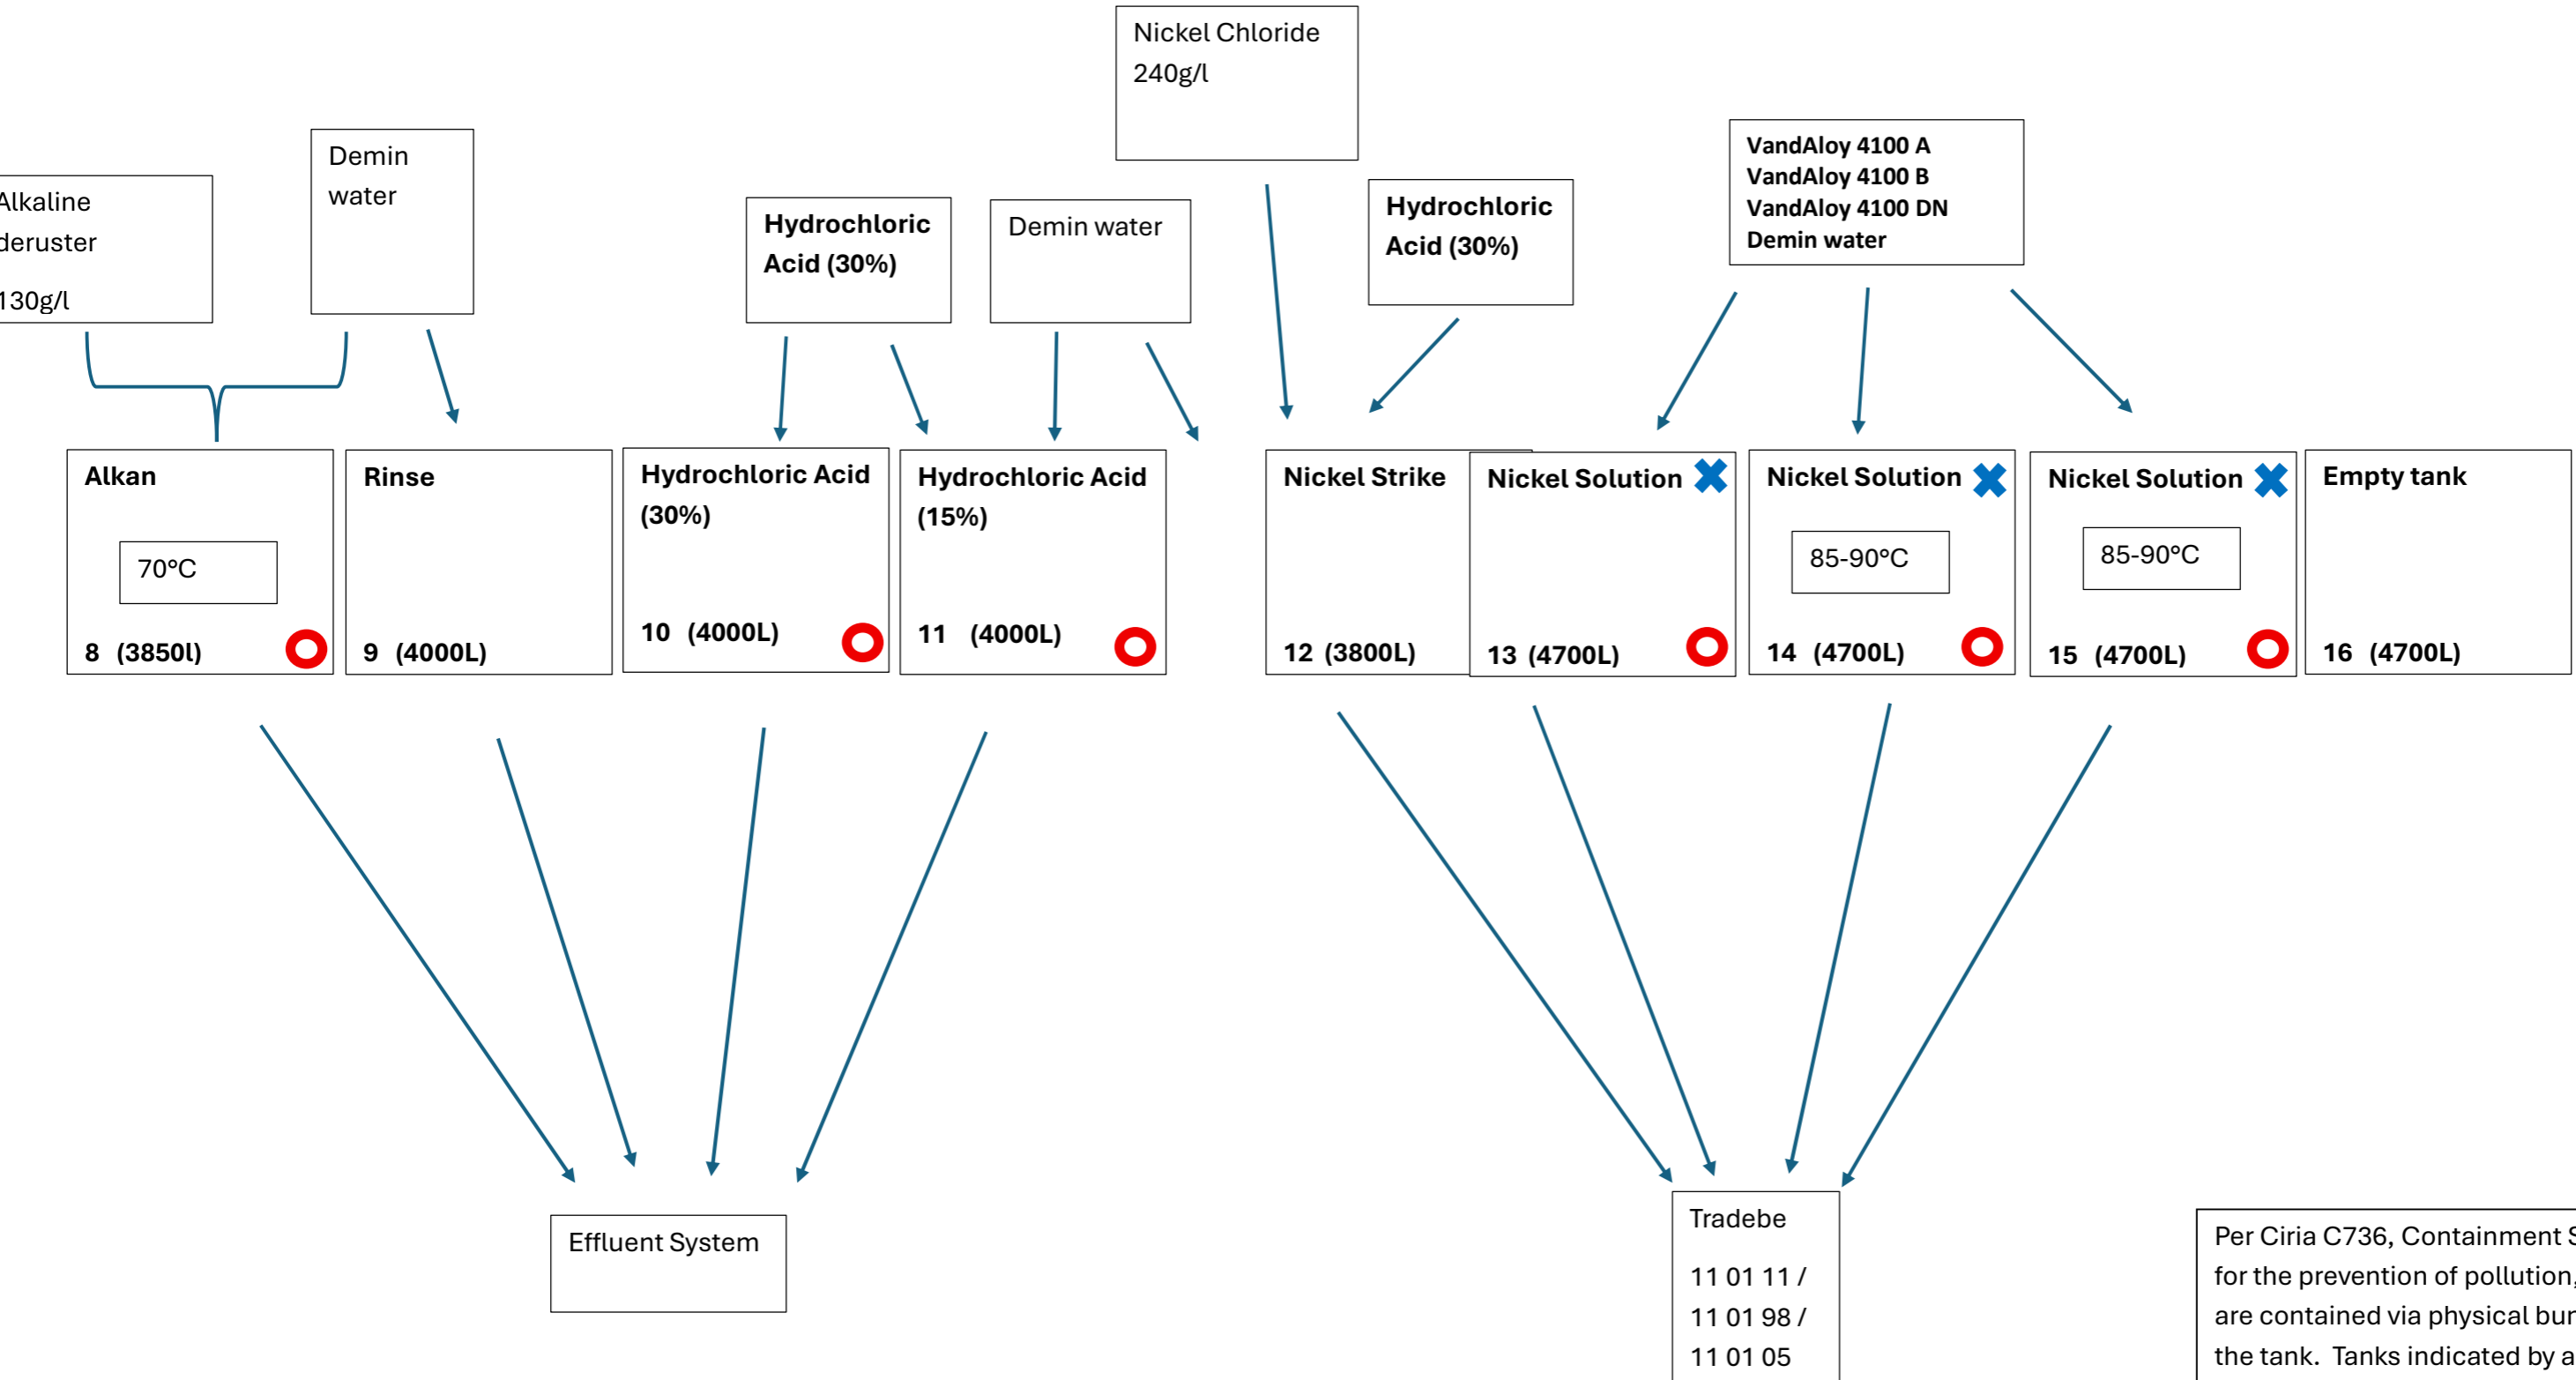 Nickel Chloride
240g/l
Demin
water
Alkaline
deruster
130g/l
Hydrochloric
Acid (30%)
Demin water
Hydrochloric
Acid (30%)
VandAloy 4100 A
VandAloy 4100 B
VandAloy 4100 DN
Demin water
Alkan
70°C
8 (3850l)
Rinse
9 (4000L)
Hydrochloric Acid
(30%)
10 (4000L)
Hydrochloric Acid
(15%)
11 (4000L)
Nickel Strike
12 (3800L)
Nickel Solution
13 (4700L)
Nickel Solution
85-90°C
14 (4700L)
Nickel Solution
85-90°C
15 (4700L)
Empty tank
16 (4700L)
Effluent System
Tradebe
11 01 11 /
11 01 98 /
11 01 05
Per Ciria C736, Containment
for the prevention of pollution,
are contained via physical
the tank. Tanks indicated by a